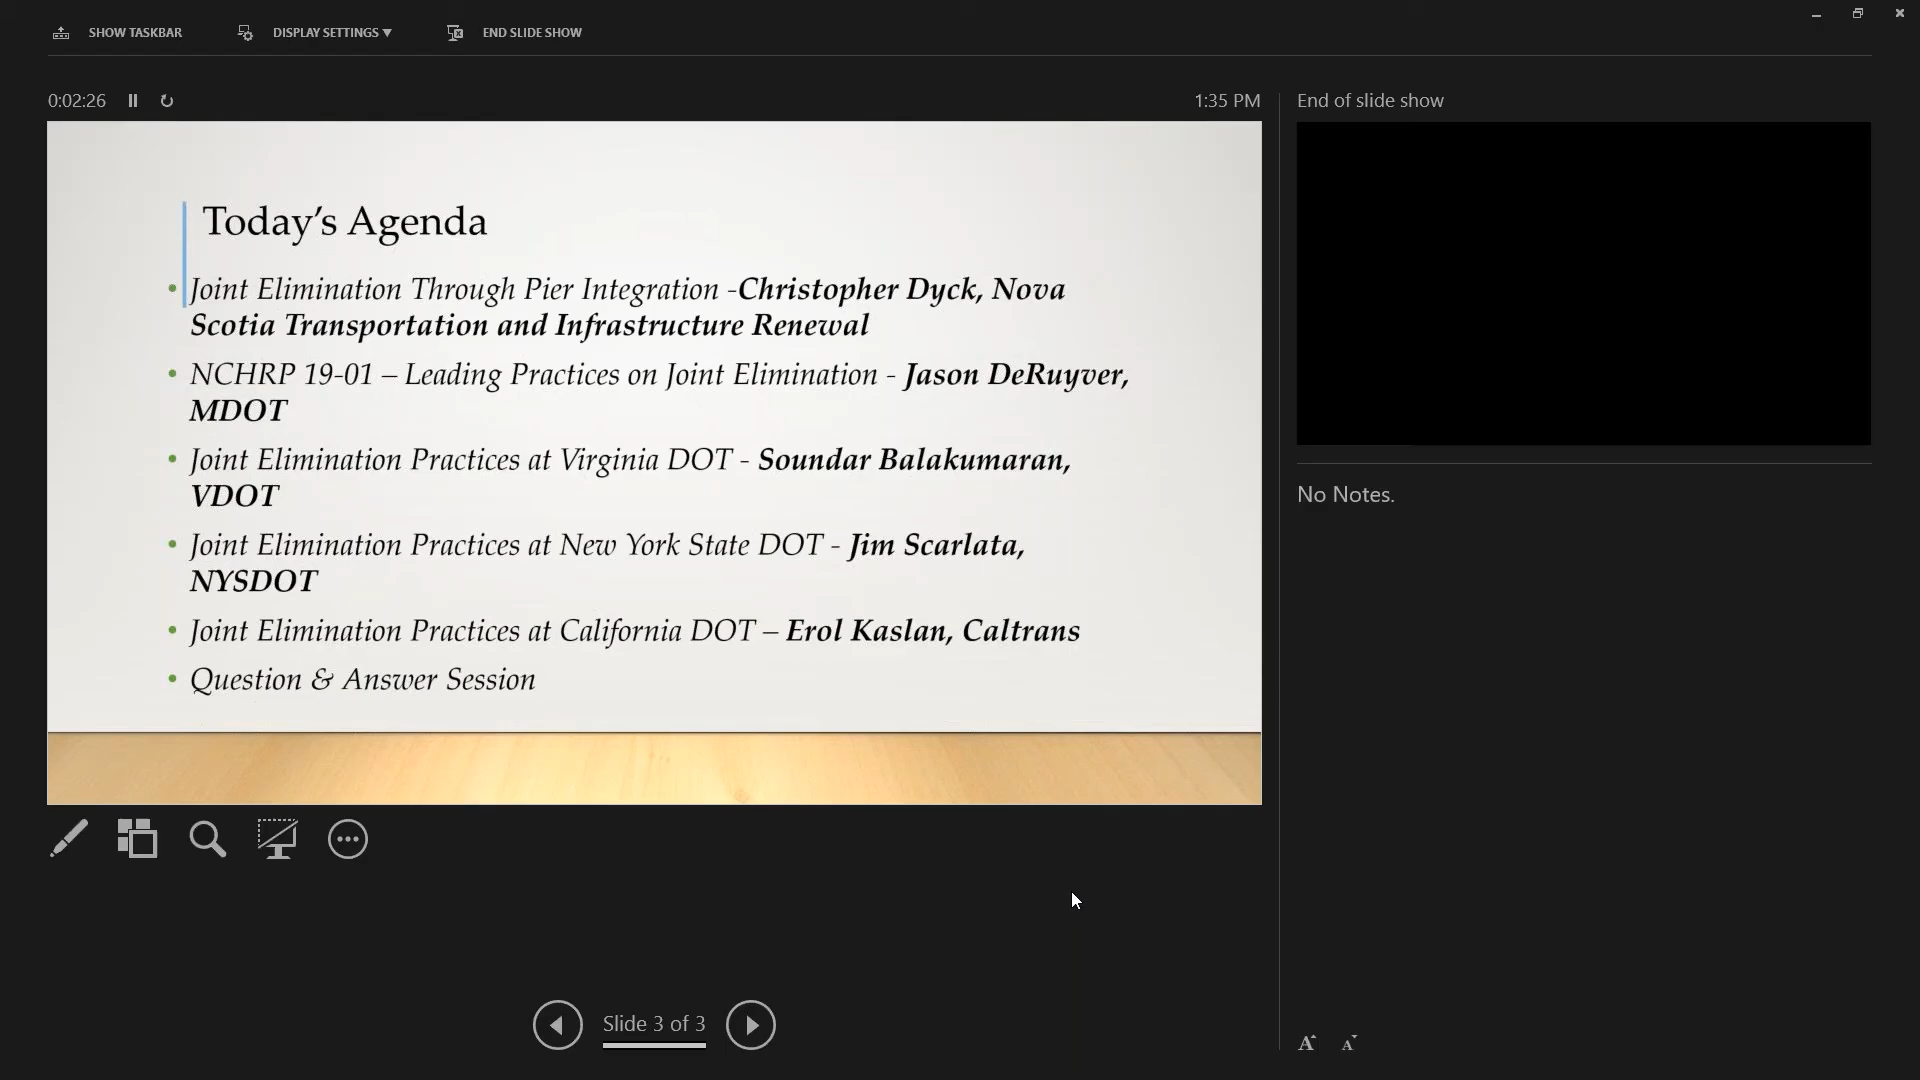 SHOW TASKBAR
DISPLAY SETTINGS ▼
END SLIDE SHOW
0:02:26
1:35 PM
Today's Agenda
• Joint Elimination Through Pier Integration -Christopher Dyck, Nova
Scotia Transportation and Infrastructure Renewal
• NCHRP 19-01 – Leading Practices on Joint Elimination - Jason DeRuyver,
MDOT
• Joint Elimination Practices at Virginia DOT - Soundar Balakumaran,
VDOT
• Joint Elimination Practices at New York State DOT - Jim Scarlata,
NYSDOT
• Joint Elimination Practices at California DOT – Erol Kaslan, Caltrans
• Question & Answer Session
Slide 3 of 3
End of slide show
No Notes.
A A